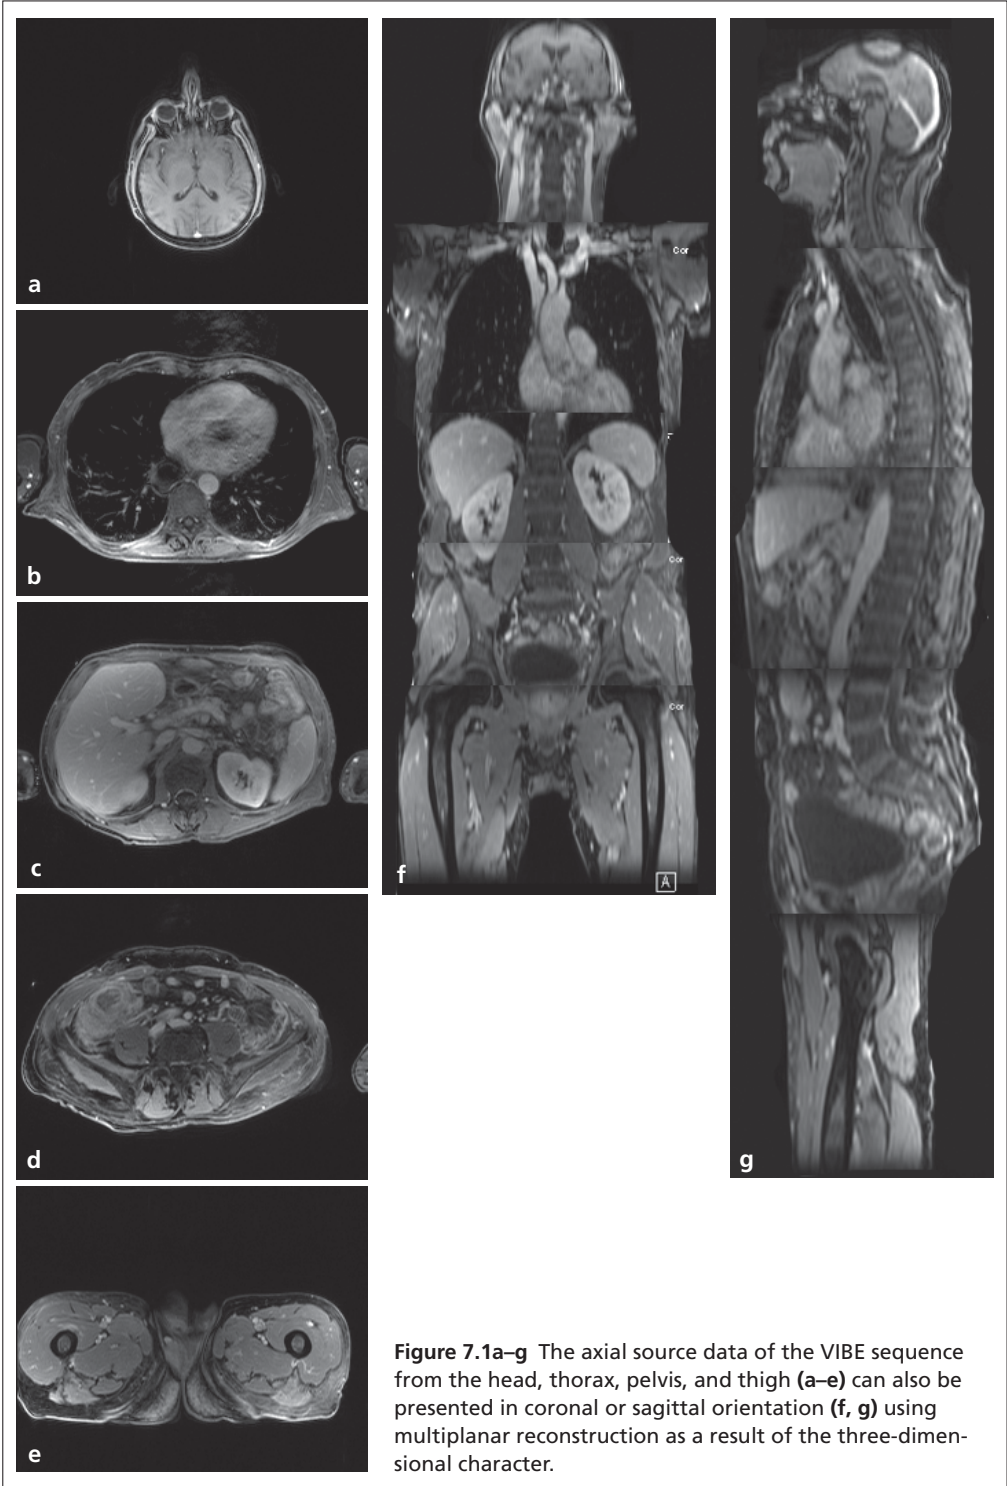 a
b
c
d
e
f
Cor
Cor
Cor
A
g
Figure 7.1a–g The axial source data of the VIBE sequence
from the head, thorax, pelvis, and thigh (a–e) can also be
presented in coronal or sagittal orientation (f, g) using
multiplanar reconstruction as a result of the three-dimen-
sional character.